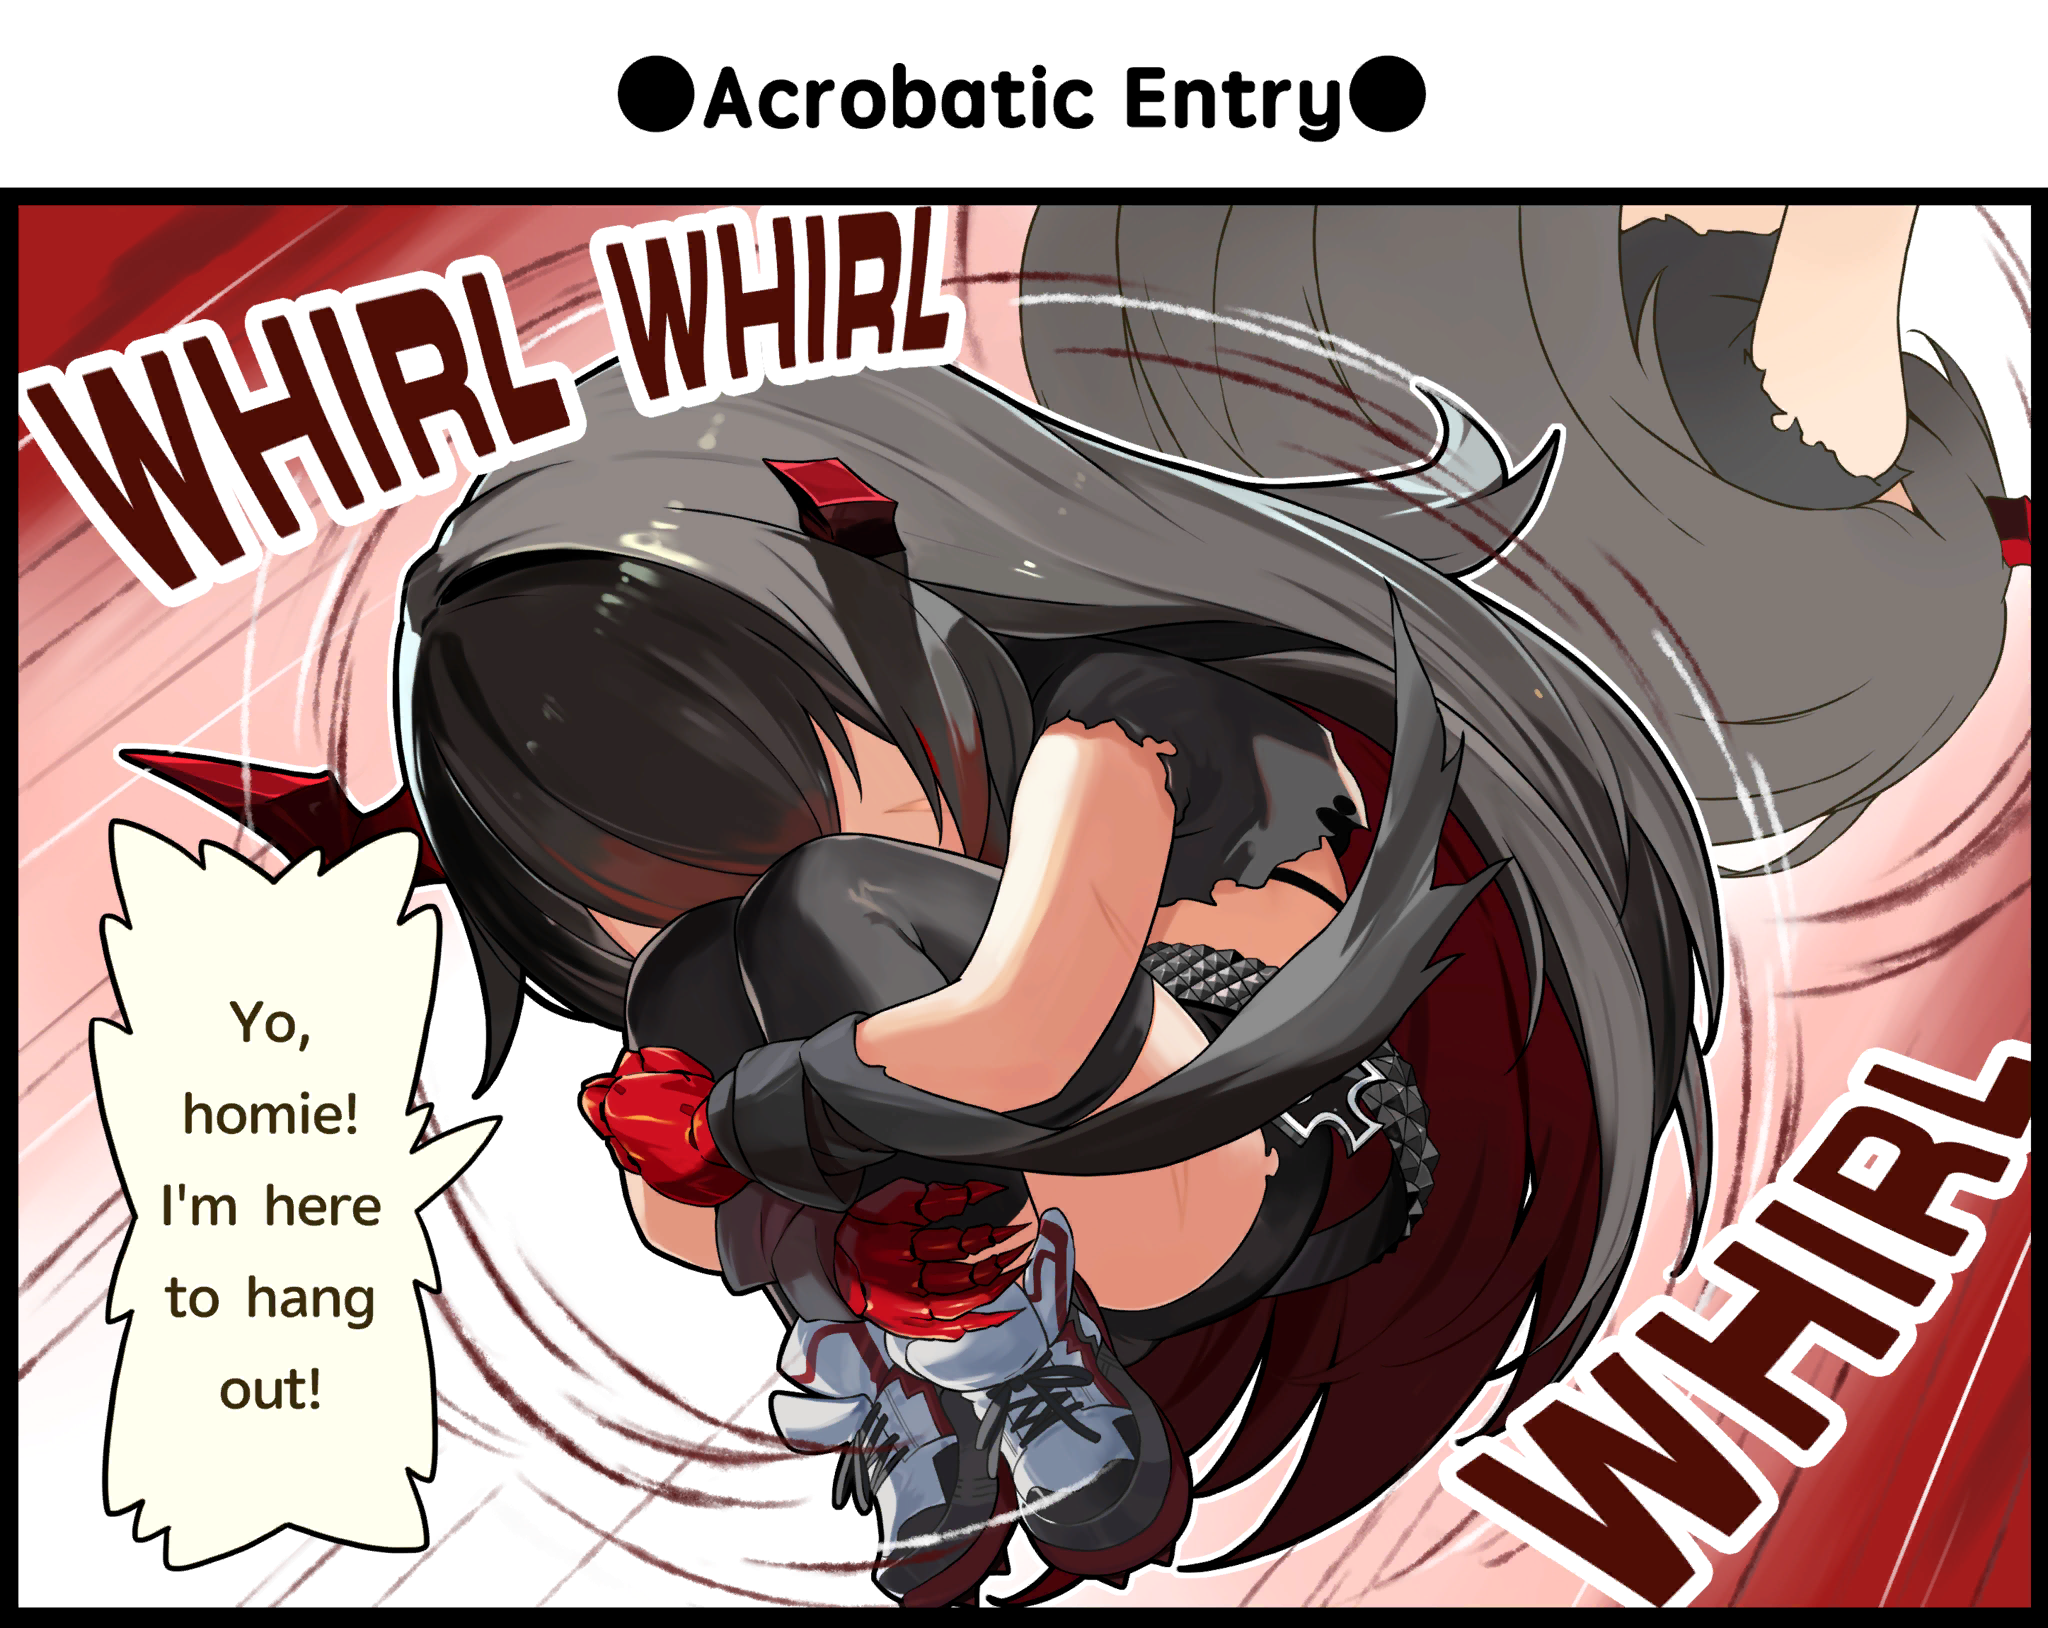 ●Acrobatic Entry●
WHIRL WHIRL
Yo,
homie!
I'm here
to hang
out!
WHIRL